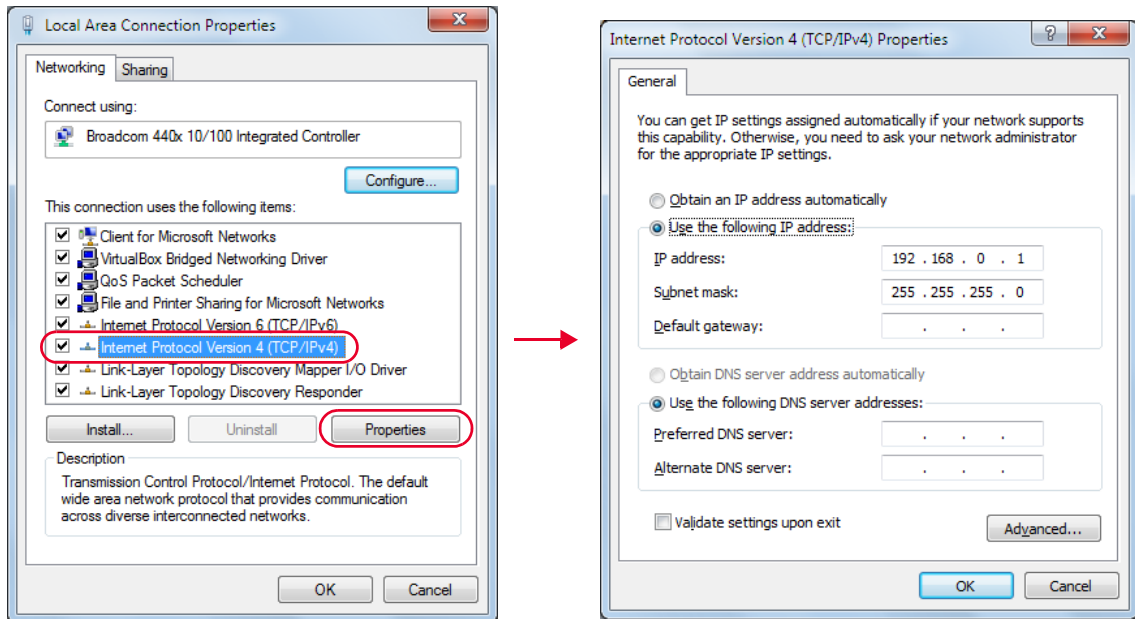 Local Area Connection Properties
Networking
Sharing
Connect using:
Broadcom 440x 10/100 Integrated Controller
Configure...
This connection uses the following items:
Client for Microsoft Networks
VirtualBox Bridged Networking Driver
QoS Packet Scheduler
File and Printer Sharing for Microsoft Networks
Internet Protocol Version 6 (TCP/IPv6)
Internet Protocol Version 4 (TCP/IPv4)
Link-Layer Topology Discovery Mapper I/O Driver
Link-Layer Topology Discovery Responder
Install...
Uninstall
Properties
Description
Transmission Control Protocol/Internet Protocol. The default
wide area network protocol that provides communication
across diverse interconnected networks.
OK
Cancel
Internet Protocol Version 4 (TCP/IPv4) Properties
General
You can get IP settings assigned automatically if your network supports
this capability. Otherwise, you need to ask your network administrator
for the appropriate IP settings.
Obtain an IP address automatically
Use the following IP address:
IP address: 192 . 168 . 0 . 1
Subnet mask: 255 . 255 . 255 . 0
Default gateway: . . .
Obtain DNS server address automatically
Use the following DNS server addresses:
Preferred DNS server: . . .
Alternate DNS server: . . .
Validate settings upon exit
Advanced...
OK
Cancel